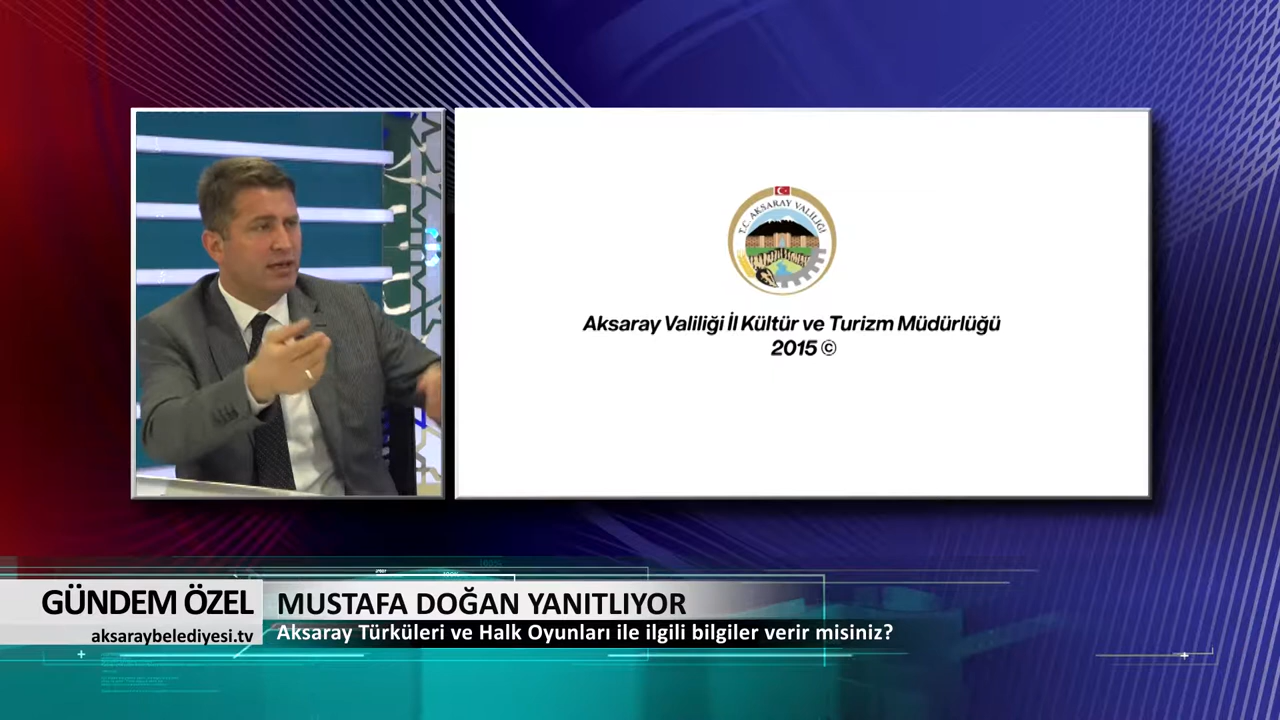 T.C. AKSARAY VALİLİĞİ
Aksaray Valiliği İl Kültür ve Turizm Müdürlüğü
2015 ©
GÜNDEM ÖZEL
aksaraybelediyesi.tv
MUSTAFA DOĞAN YANITLIYOR
Aksaray Türküleri ve Halk Oyunları ile ilgili bilgiler verir misiniz?